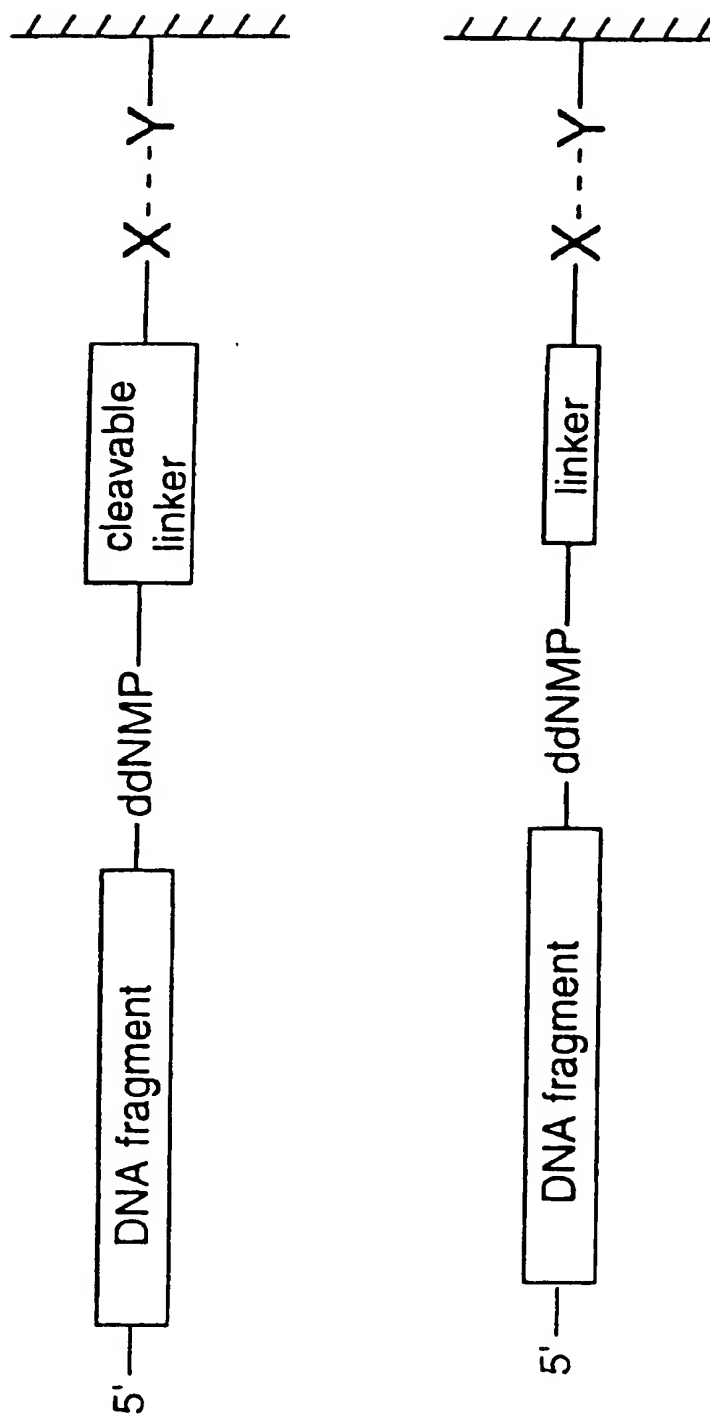 5'
DNA fragment
ddNMP
cleavable
linker
X---Y
5'
DNA fragment
ddNMP
linker
X---Y